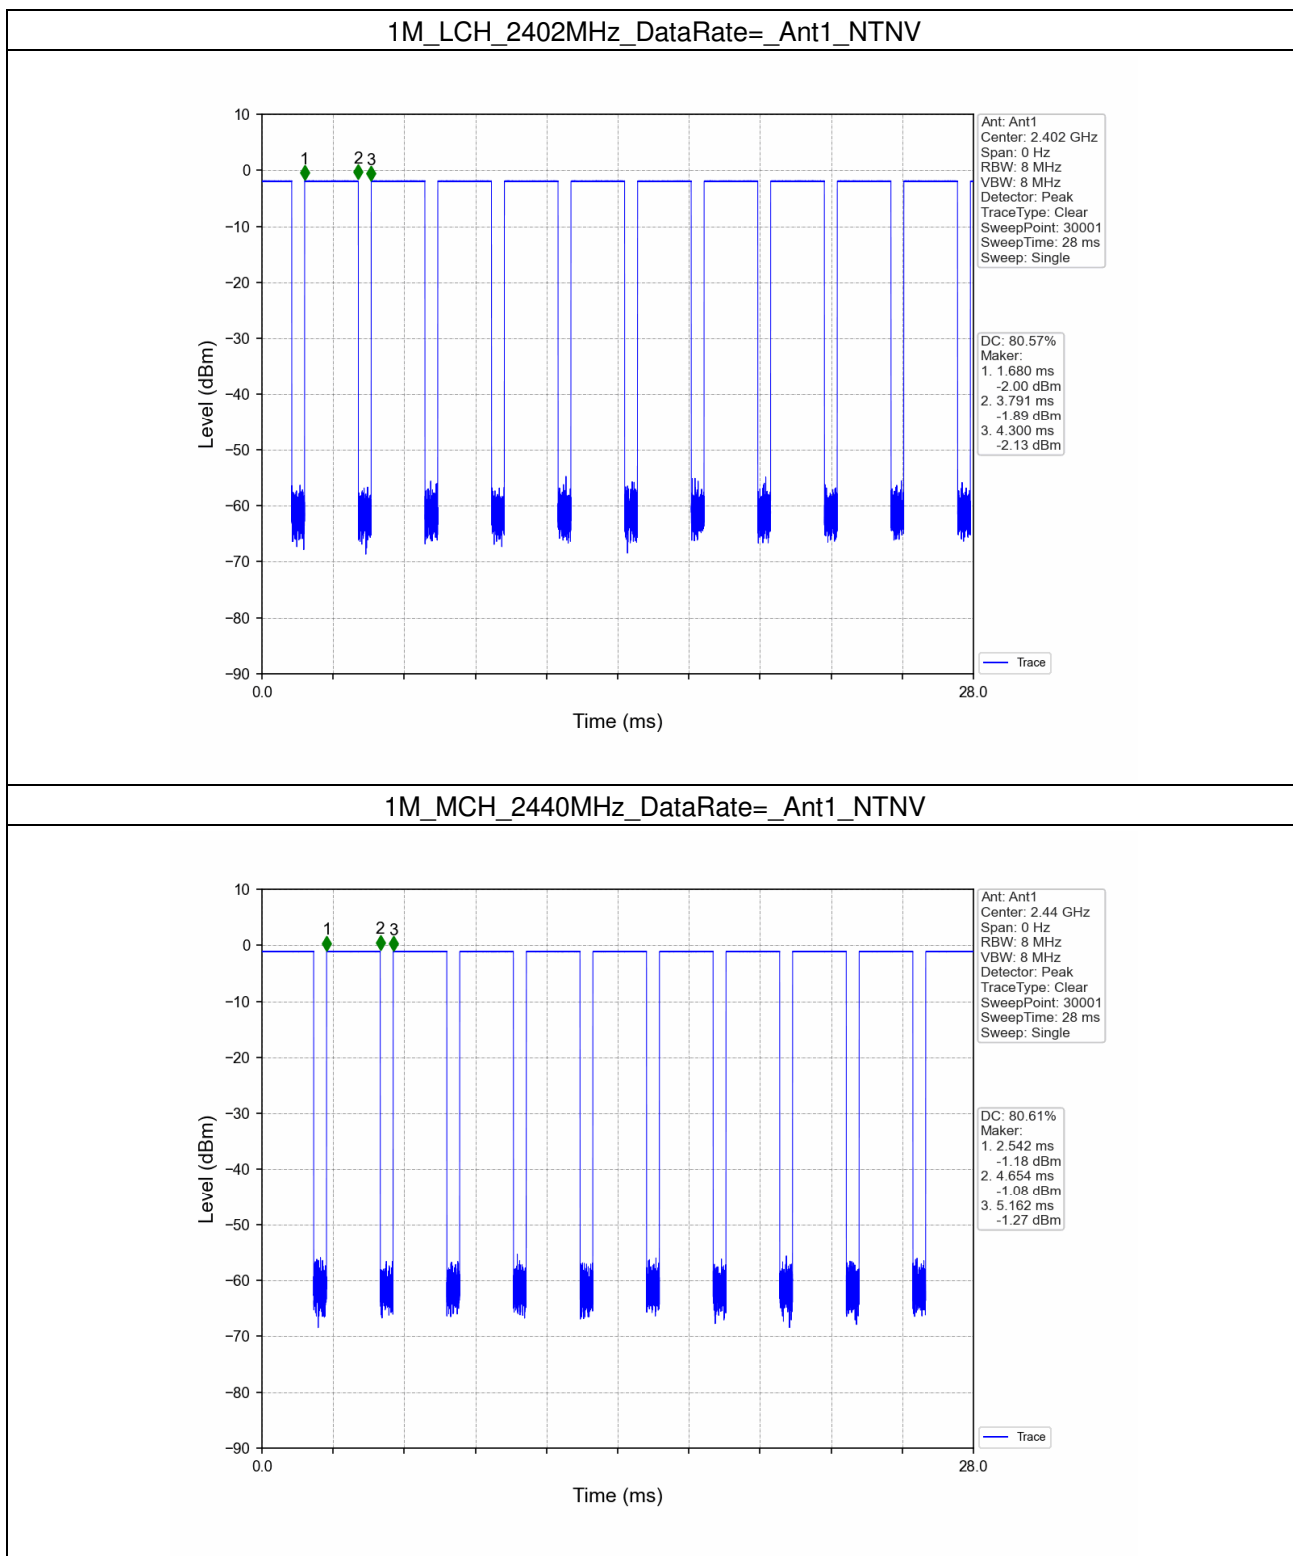 1M_LCH_2402MHz_DataRate=_Ant1_NTNV
10
0
−10
−20
−30
−40
−50
−60
−70
−80
−90
Level (dBm)
1 2 3
0.0 28.0
Time (ms)
Ant: Ant1
Center: 2.402 GHz
Span: 0 Hz
RBW: 8 MHz
VBW: 8 MHz
Detector: Peak
TraceType: Clear
SweepPoint: 30001
SweepTime: 28 ms
Sweep: Single
DC: 80.57%
Maker:
1. 1.680 ms
-2.00 dBm
2. 3.791 ms
-1.89 dBm
3. 4.300 ms
-2.13 dBm
Trace
1M_MCH_2440MHz_DataRate=_Ant1_NTNV
10
0
−10
−20
−30
−40
−50
−60
−70
−80
−90
Level (dBm)
1 2 3
0.0 28.0
Time (ms)
Ant: Ant1
Center: 2.44 GHz
Span: 0 Hz
RBW: 8 MHz
VBW: 8 MHz
Detector: Peak
TraceType: Clear
SweepPoint: 30001
SweepTime: 28 ms
Sweep: Single
DC: 80.61%
Maker:
1. 2.542 ms
-1.18 dBm
2. 4.654 ms
-1.08 dBm
3. 5.162 ms
-1.27 dBm
Trace